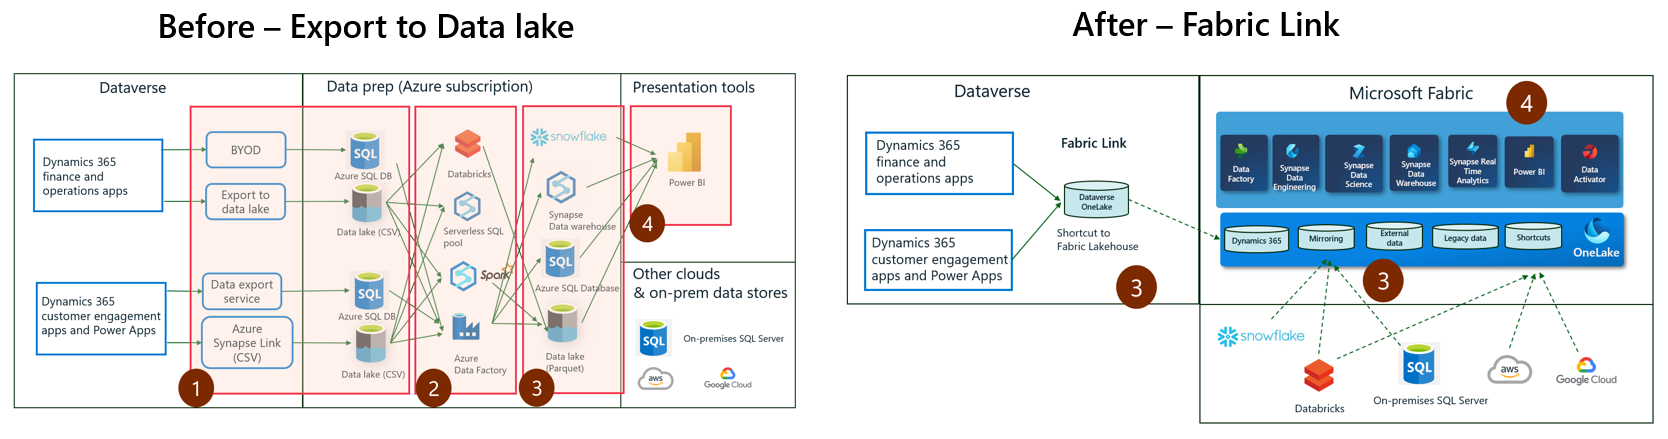 Before – Export to Data lake
Dataverse
Data prep (Azure subscription)
Presentation tools
Dynamics 365
finance and
operations apps
BYOD
Export to
data lake
SQL
Azure SQL DB
Data lake (CSV)
Databricks
Serverless SQL
pool
snowflake
Synapse
Data warehouse
Power BI
4
Dynamics 365
customer engagement
apps and Power Apps
Data export
service
Azure
Synapse Link
(CSV)
SQL
Azure SQL DB
Data lake (CSV)
Spark
Azure
Data Factory
SQL
Azure SQL Database
Data lake
(Parquet)
1
2
3
Other clouds
& on-prem data stores
SQL
On-premises SQL Server
aws
Google Cloud
After – Fabric Link
Dataverse
Microsoft Fabric
4
Dynamics 365
finance and
operations apps
Dynamics 365
customer engagement
apps and Power Apps
Fabric Link
Dataverse
OneLake
Shortcut to
Fabric Lakehouse
3
Data
Factory
Synapse
Data
Engineering
Synapse
Data
Science
Synapse
Data
Warehouse
Synapse Real
Time
Analytics
Power BI
Data
Activator
Dynamics 365
Mirroring
External
data
Legacy data
Shortcuts
OneLake
3
snowflake
Databricks
SQL
On-premises SQL Server
aws
Google Cloud